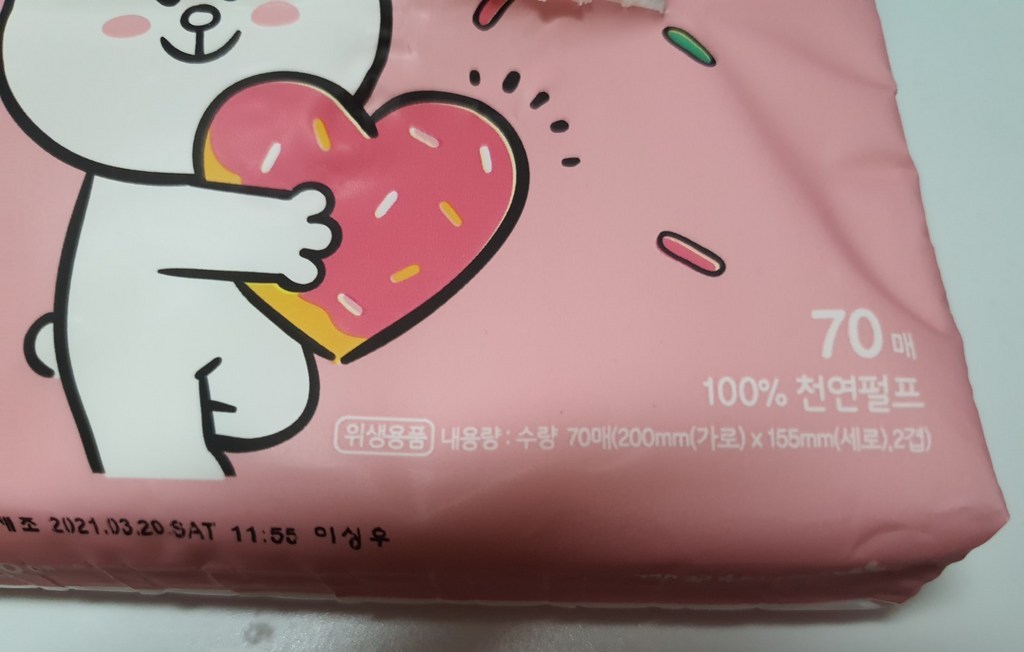 70매
100% 천연펄프
위생용품 내용량 : 수량 70매(200mm(가로) x 155mm(세로),2겹)
제조 2021.03.20.SAT 11:55 이싱우